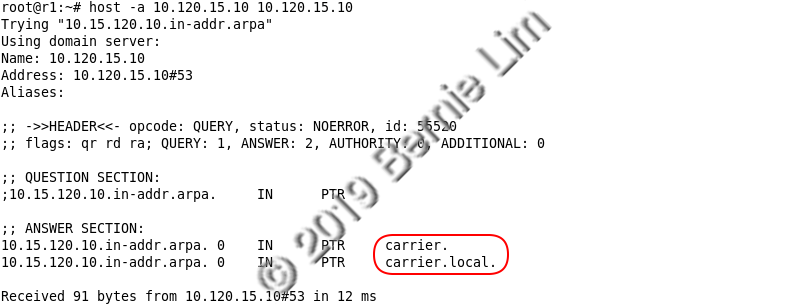 root@r1:~# host -a 10.120.15.10 10.120.15.10
Trying "10.15.120.10.in-addr.arpa"
Using domain server:
Name: 10.120.15.10
Address: 10.120.15.10#53
Aliases:

;; ->>HEADER<<- opcode: QUERY, status: NOERROR, id: 55520
;; flags: qr rd ra; QUERY: 1, ANSWER: 2, AUTHORITY: 0, ADDITIONAL: 0

;; QUESTION SECTION:
;10.15.120.10.in-addr.arpa.     IN      PTR

;; ANSWER SECTION:
10.15.120.10.in-addr.arpa. 0    IN      PTR     carrier.
10.15.120.10.in-addr.arpa. 0    IN      PTR     carrier.local.

Received 91 bytes from 10.120.15.10#53 in 12 ms
© 2019 Bernie Lim